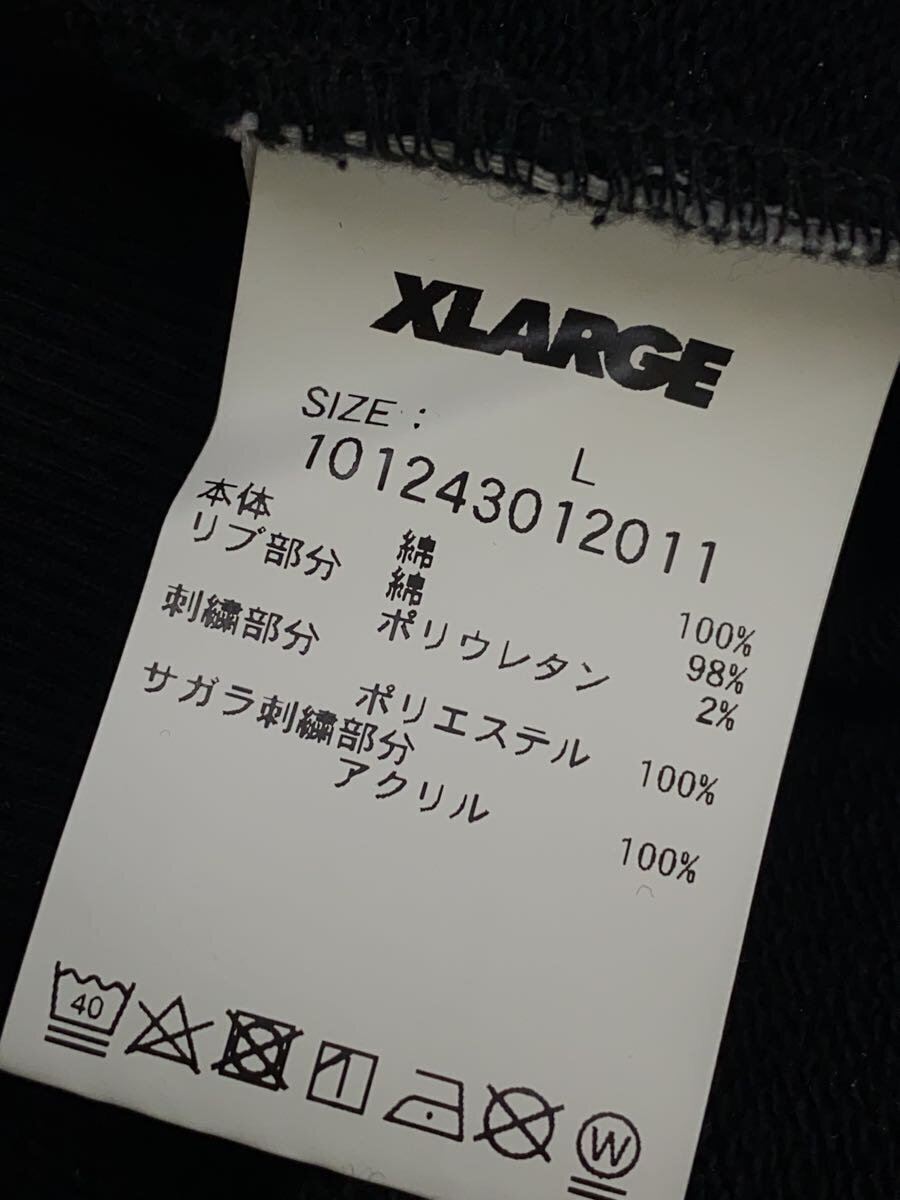 XLARGE
SIZE : L
101243012011
本体 綿 100%
リブ部分 綿 98%
ポリウレタン 2%
刺繍部分
ポリエステル 100%
サガラ刺繍部分
アクリル 100%
40
W